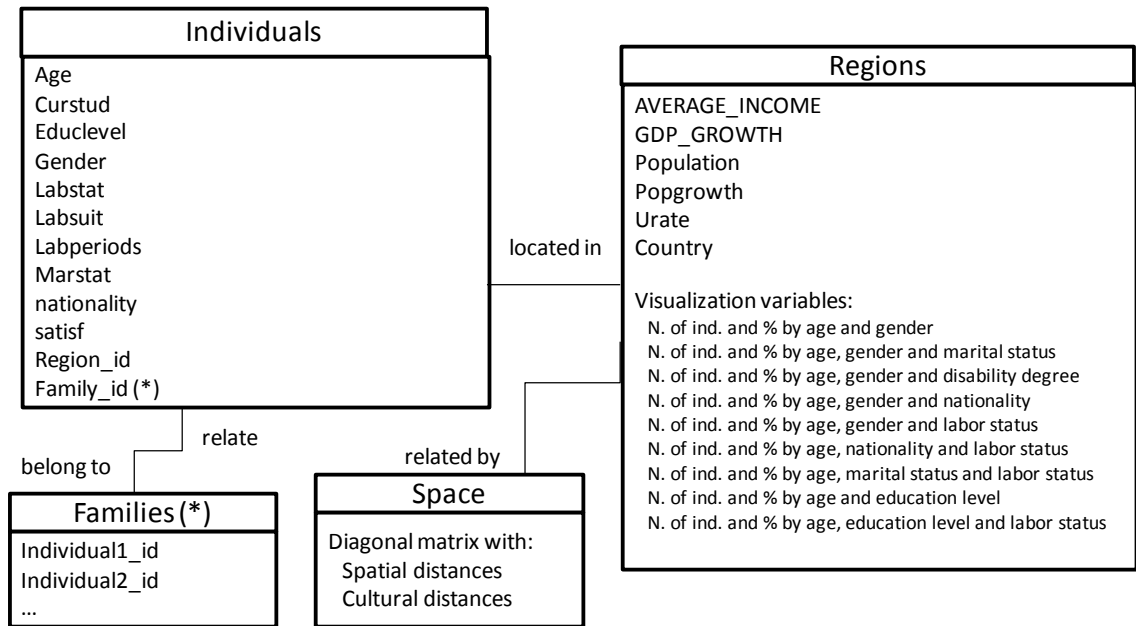 Individuals
Age
Curstud
Educlevel
Gender
Labstat
Labsuit
Labperiods
Marstat
nationality
satisf
Region_id
Family_id (*)
located in
Regions
AVERAGE_INCOME
GDP_GROWTH
Population
Popgrowth
Urate
Country
Visualization variables:
N. of ind. and % by age and gender
N. of ind. and % by age, gender and marital status
N. of ind. and % by age, gender and disability degree
N. of ind. and % by age, gender and nationality
N. of ind. and % by age, gender and labor status
N. of ind. and % by age, nationality and labor status
N. of ind. and % by age, marital status and labor status
N. of ind. and % by age and education level
N. of ind. and % by age, education level and labor status
relate
belong to
related by
Families (*)
Individual1_id
Individual2_id
...
Space
Diagonal matrix with:
Spatial distances
Cultural distances